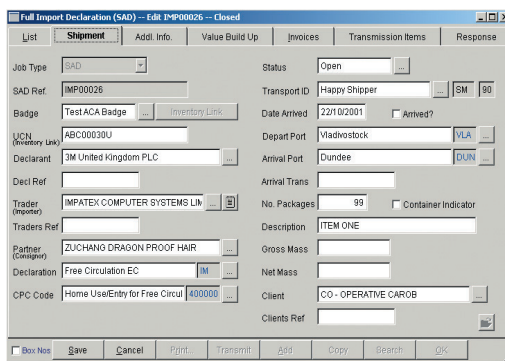 Full Import Declaration (SAD) -- Edit IMP00026 -- Closed
List Shipment Addl. Info. Value Build Up Invoices Transmission Items Response
Job Type SAD Status Open ...
SAD Ref. IMP00026 Transport ID Happy Shipper ... SM 90
Badge Test ACA Badge ... Inventory Link Date Arrived 22/10/2001 Arrived?
UCN (Inventory Link) ABC00030U Depart Port Vladivostock VLA ...
Declarant 3M United Kingdom PLC ... Arrival Port Dundee DUN ...
Decl Ref Arrival Trans
Trader (Importer) IMPATEX COMPUTER SYSTEMS LIM ... No. Packages 99 Container Indicator
Traders Ref Description ITEM ONE
Partner (Consignor) ZUCHANG DRAGON PROOF HAIR ... Gross Mass
Declaration Free Circulation EC IM ... Net Mass
CPC Code Home Use/Entry for Free Circul 400000 ... Client CO - OPERATIVE CAROB ...
Clients Ref
Box Nos Save Cancel Print... Transmit Add Copy Search OK